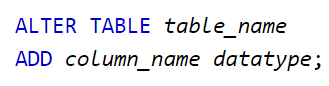 ALTER TABLE table_name
ADD column_name datatype;